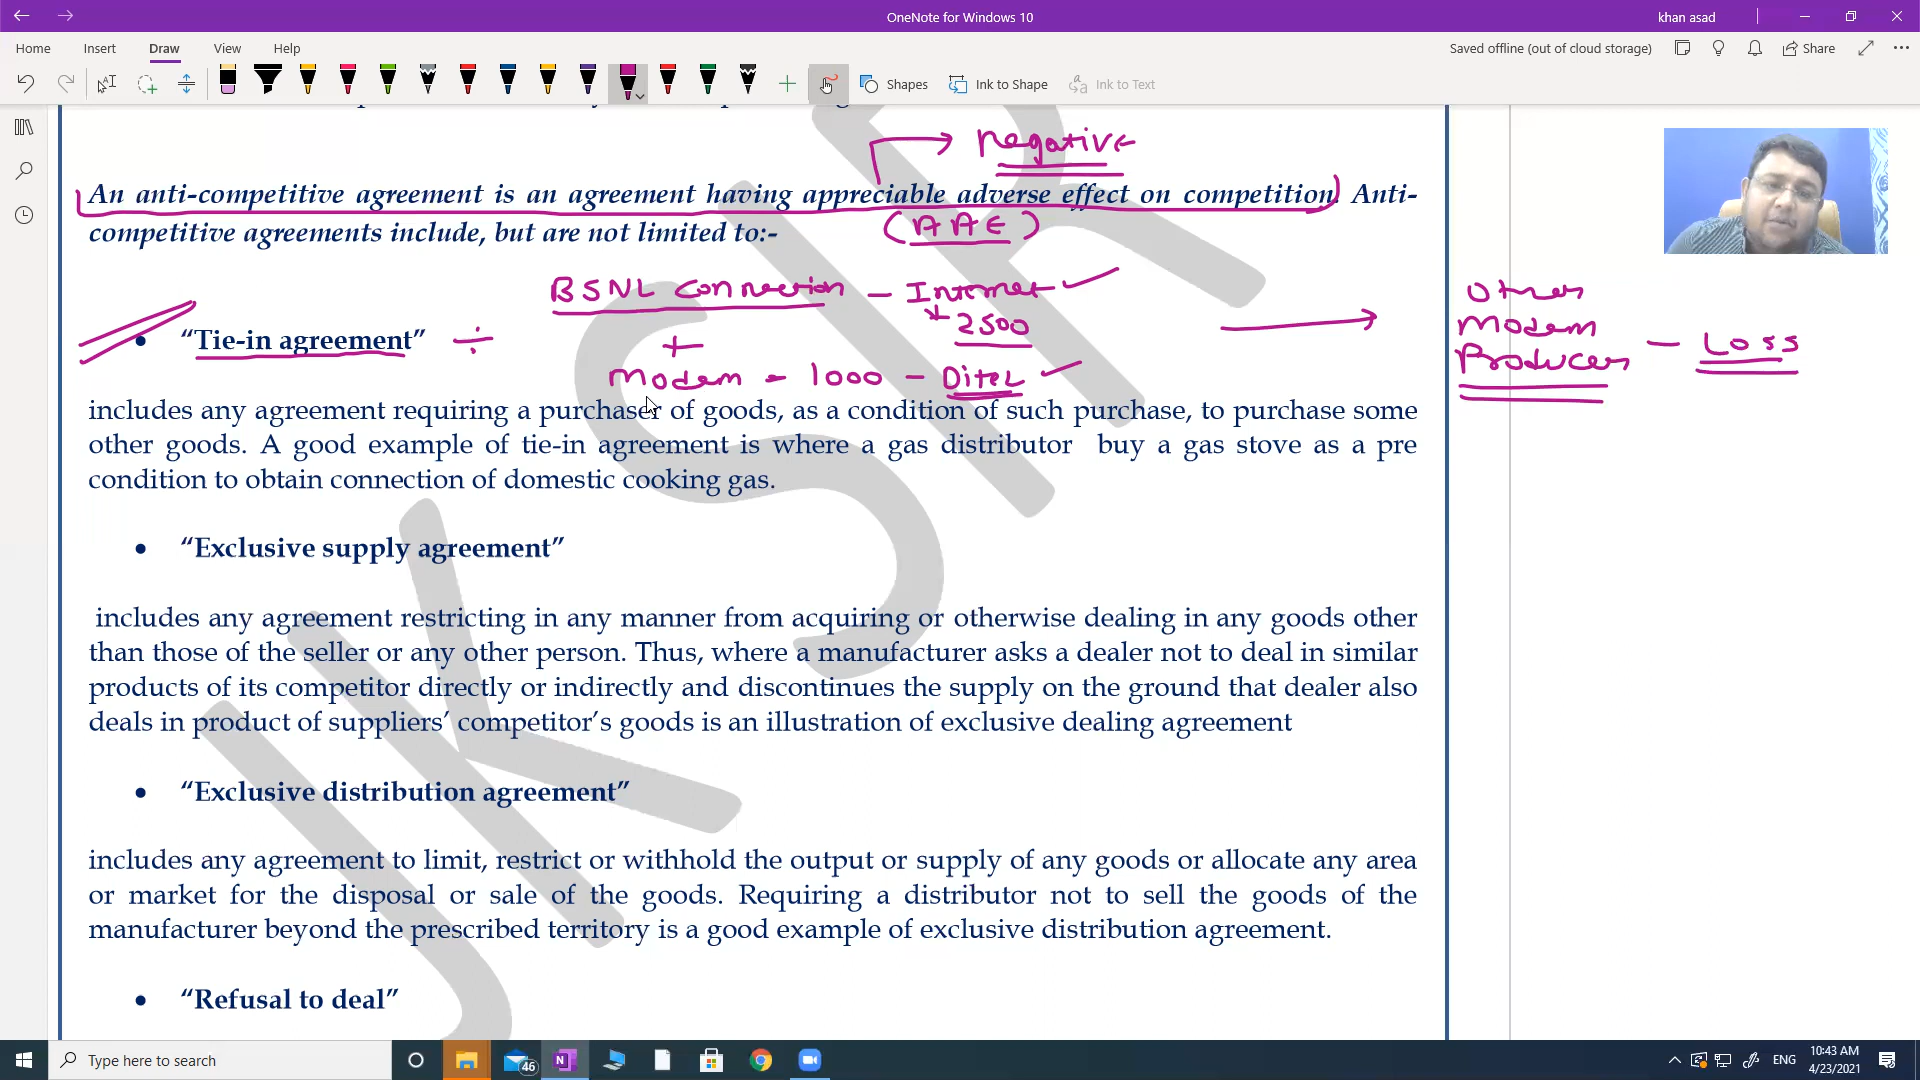 OneNote for Windows 10
khan asad
Home Insert Draw View Help
Saved offline (out of cloud storage) Share
Shapes Ink to Shape Ink to Text
negative
An anti-competitive agreement is an agreement having appreciable adverse effect on competition. Anti-
(AAE)
competitive agreements include, but are not limited to:-
BSNL Connection - Internet
2500
• “Tie-in agreement” ÷
+
Modem - 1000 - Ditel
Other
Modem
Producer - Loss
includes any agreement requiring a purchaser of goods, as a condition of such purchase, to purchase some
other goods. A good example of tie-in agreement is where a gas distributor buy a gas stove as a pre
condition to obtain connection of domestic cooking gas.
• “Exclusive supply agreement”
includes any agreement restricting in any manner from acquiring or otherwise dealing in any goods other
than those of the seller or any other person. Thus, where a manufacturer asks a dealer not to deal in similar
products of its competitor directly or indirectly and discontinues the supply on the ground that dealer also
deals in product of suppliers’ competitor’s goods is an illustration of exclusive dealing agreement
• “Exclusive distribution agreement”
includes any agreement to limit, restrict or withhold the output or supply of any goods or allocate any area
or market for the disposal or sale of the goods. Requiring a distributor not to sell the goods of the
manufacturer beyond the prescribed territory is a good example of exclusive distribution agreement.
• “Refusal to deal”
JK SIR
Type here to search
46
ENG
10:43 AM
4/23/2021